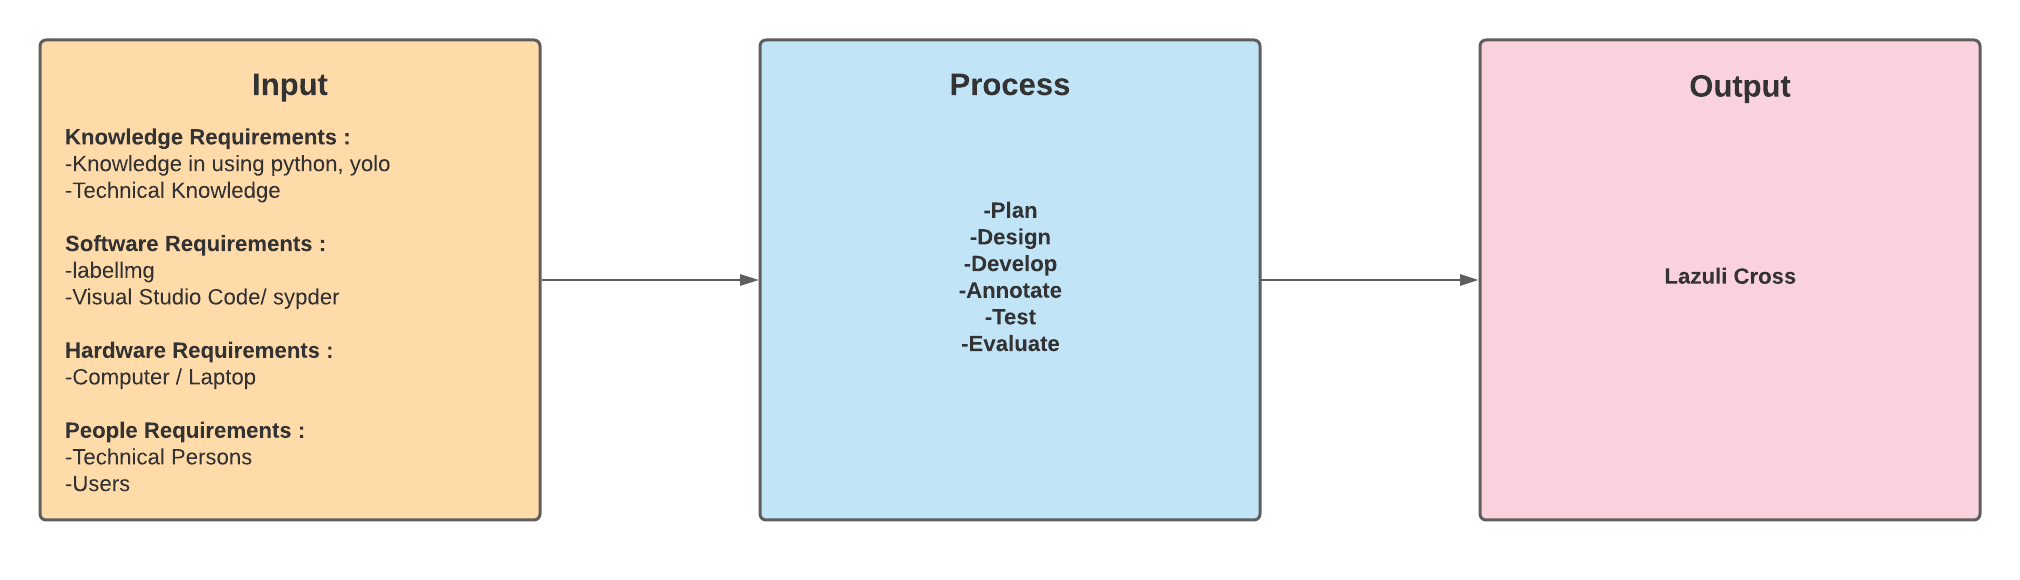 Input
Knowledge Requirements :
-Knowledge in using python, yolo
-Technical Knowledge
Software Requirements :
-labellmg
-Visual Studio Code/ sypder
Hardware Requirements :
-Computer / Laptop
People Requirements :
-Technical Persons
-Users
Process
-Plan
-Design
-Develop
-Annotate
-Test
-Evaluate
Output
Lazuli Cross